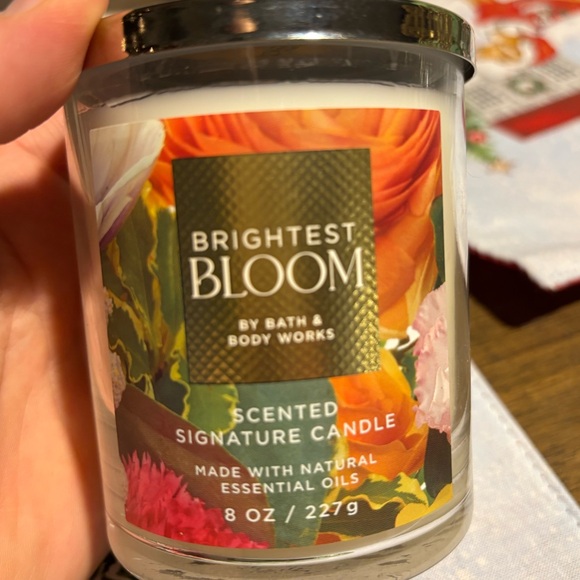 BRIGHTEST
BLOOM
BY BATH &
BODY WORKS
SCENTED
SIGNATURE CANDLE
MADE WITH NATURAL
ESSENTIAL OILS
8 OZ / 227g